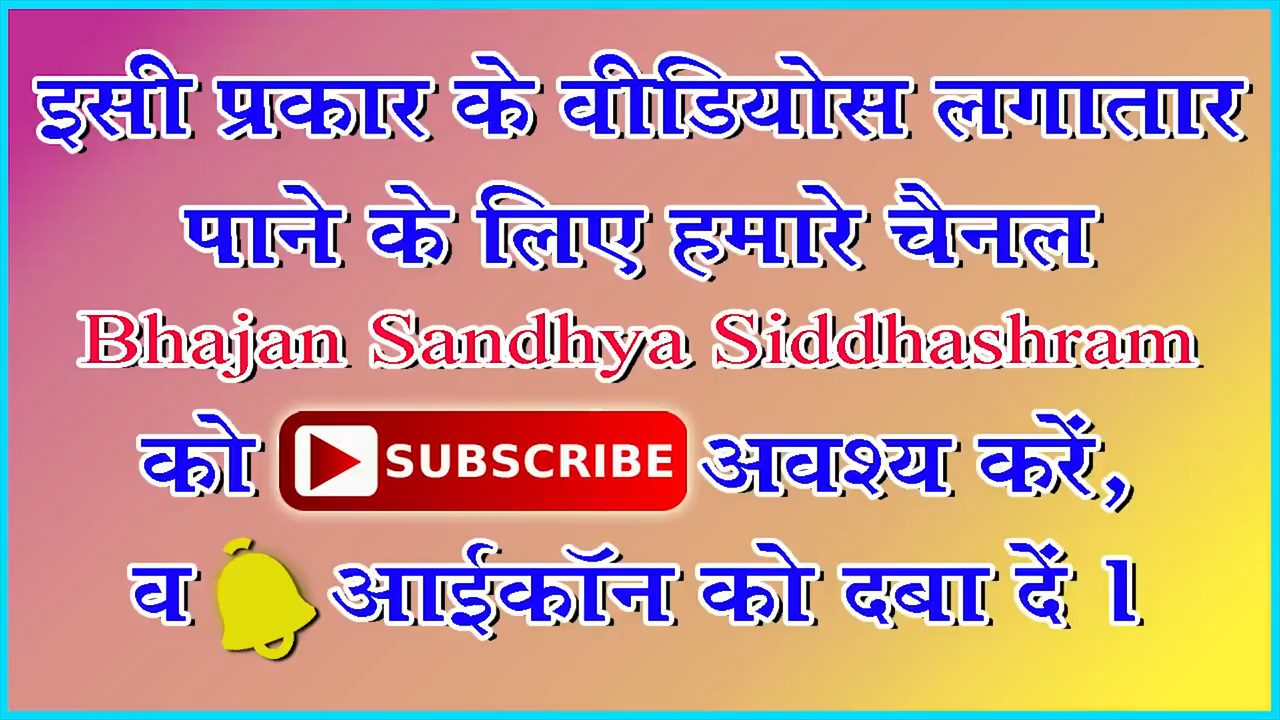 इसी प्रकार के वीडियोस लगातार
पाने के लिए हमारे चैनल
Bhajan Sandhya Siddhashram
को SUBSCRIBE अवश्य करें,
व आईकॉन को दबा दें ।